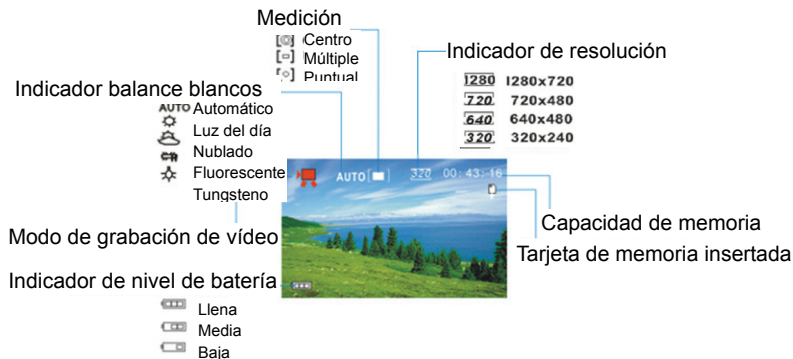 Medición
Centro
Múltiple
Puntual
Indicador de resolución
1280 I280x720
720 720x480
640 640x480
320 320x240
Indicador balance blancos
AUTO Automático
Luz del día
Nublado
Fluorescente
Tungsteno
AUTO 320 00:43:16
Capacidad de memoria
Tarjeta de memoria insertada
Modo de grabación de vídeo
Indicador de nivel de batería
Llena
Media
Baja